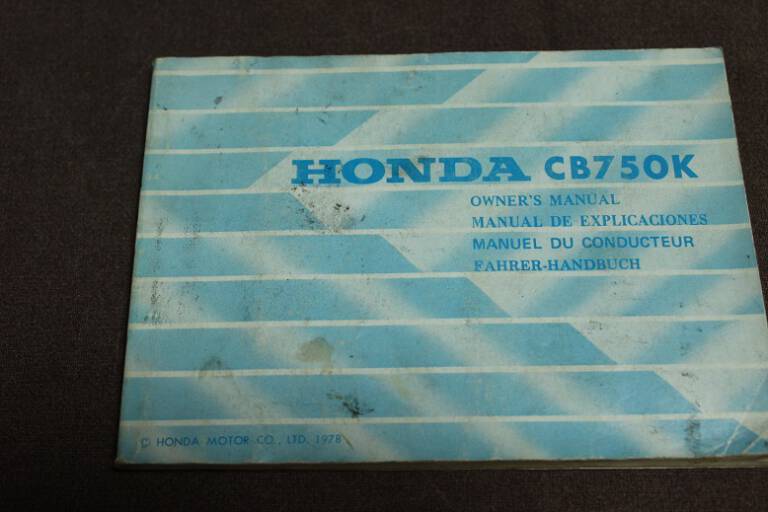 HONDA CB750K
OWNER'S MANUAL
MANUAL DE EXPLICACIONES
MANUEL DU CONDUCTEUR
FAHRER-HANDBUCH
© HONDA MOTOR CO., LTD. 1978